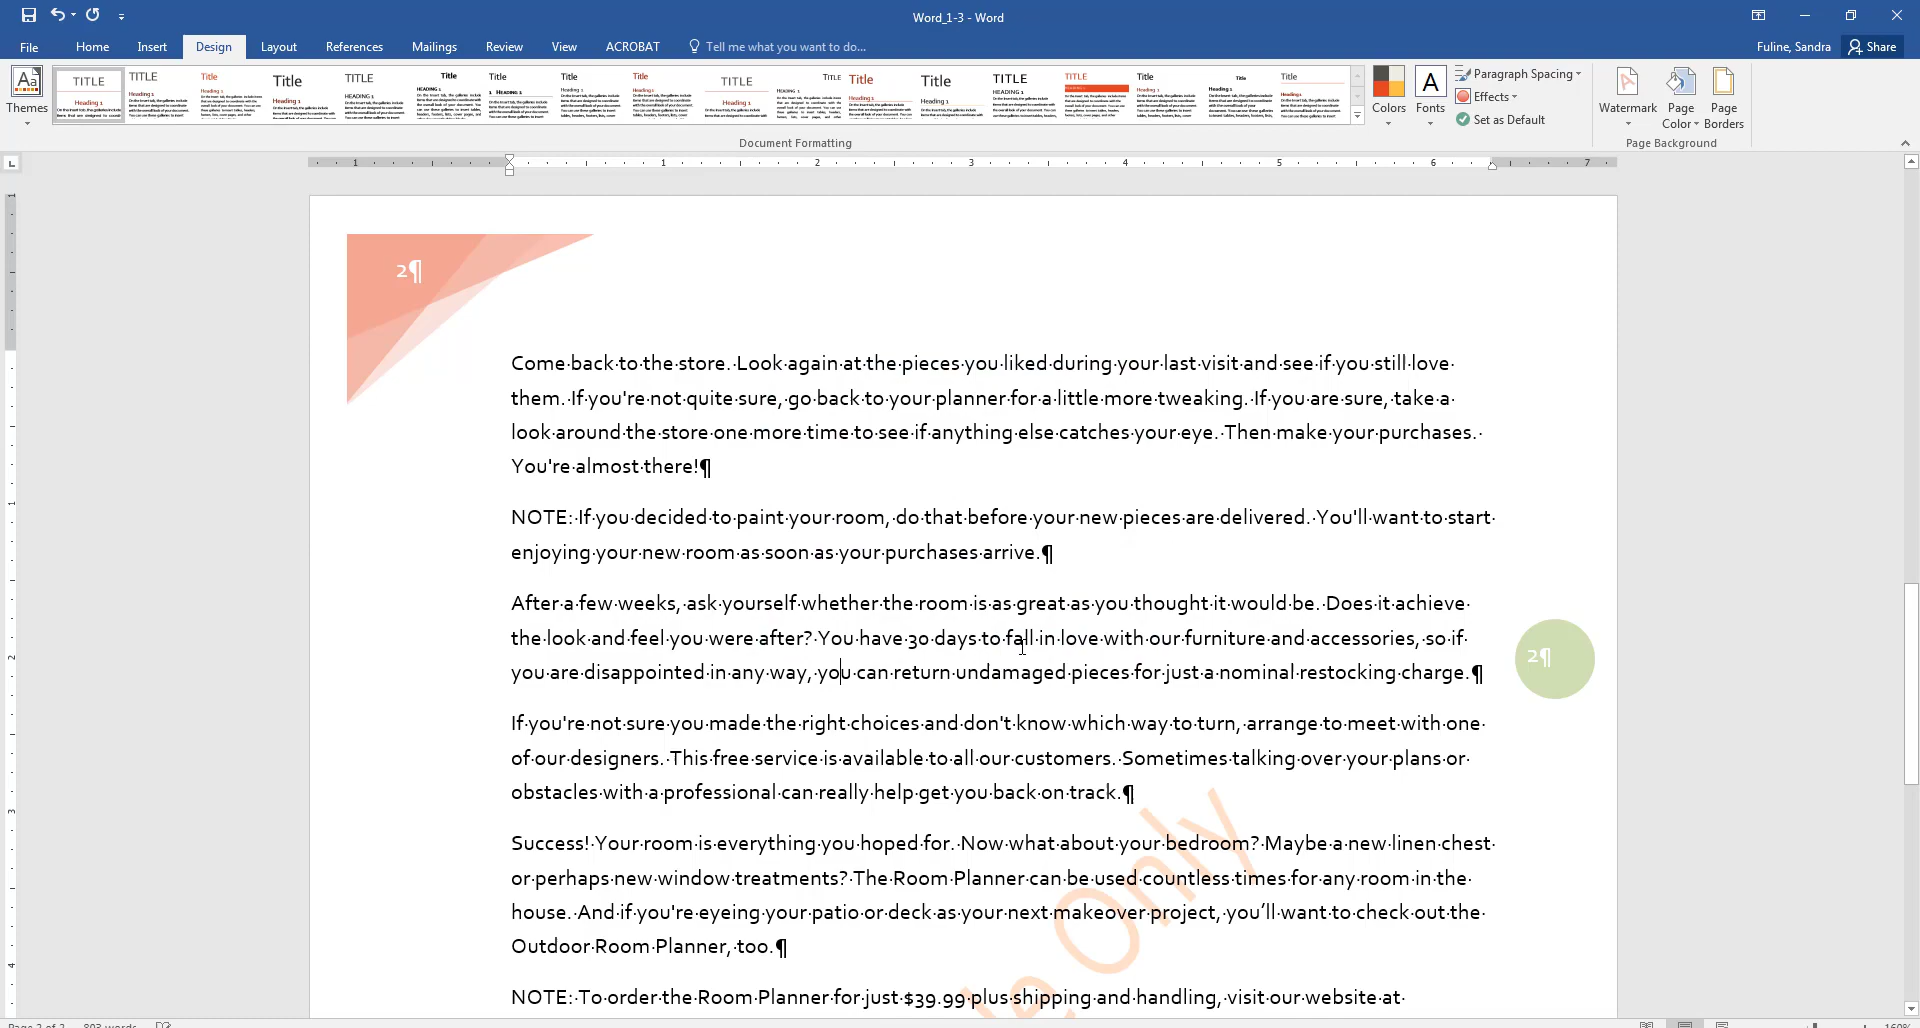 Word_1-3 - Word
File Home Insert Design Layout References Mailings Review View ACROBAT Tell me what you want to do... Fuline, Sandra Share
Themes
Colors
Fonts
Paragraph Spacing
Effects
Set as Default
Watermark
Page Color
Page Borders
Document Formatting
Page Background
2¶
Come·back·to·the·store.·Look·again·at·the·pieces·you·liked·during·your·last·visit·and·see·if·you·still·love·
them.·If·you're·not·quite·sure,·go·back·to·your·planner·for·a·little·more·tweaking.·If·you·are·sure,·take·a·
look·around·the·store·one·more·time·to·see·if·anything·else·catches·your·eye.·Then·make·your·purchases.·
You're·almost·there!¶
NOTE:·If·you·decided·to·paint·your·room,·do·that·before·your·new·pieces·are·delivered.·You'll·want·to·start·
enjoying·your·new·room·as·soon·as·your·purchases·arrive.¶
After·a·few·weeks,·ask·yourself·whether·the·room·is·as·great·as·you·thought·it·would·be.·Does·it·achieve·
the·look·and·feel·you·were·after?·You·have·30·days·to·fall·in·love·with·our·furniture·and·accessories,·so·if·
you·are·disappointed·in·any·way,·you·can·return·undamaged·pieces·for·just·a·nominal·restocking·charge.¶
2¶
If·you're·not·sure·you·made·the·right·choices·and·don't·know·which·way·to·turn,·arrange·to·meet·with·one·
of·our·designers.·This·free·service·is·available·to·all·our·customers.·Sometimes·talking·over·your·plans·or·
obstacles·with·a·professional·can·really·help·get·you·back·on·track.¶
Success!·Your·room·is·everything·you·hoped·for.·Now·what·about·your·bedroom?·Maybe·a·new·linen·chest·
or·perhaps·new·window·treatments?·The·Room·Planner·can·be·used·countless·times·for·any·room·in·the·
house.·And·if·you're·eyeing·your·patio·or·deck·as·your·next·makeover·project,·you’ll·want·to·check·out·the·
Outdoor·Room·Planner,·too.¶
NOTE:·To·order·the·Room·Planner·for·just·$39.99·plus·shipping·and·handling,·visit·our·website·at·
le Only
Page 2 of 2 803 words 160%